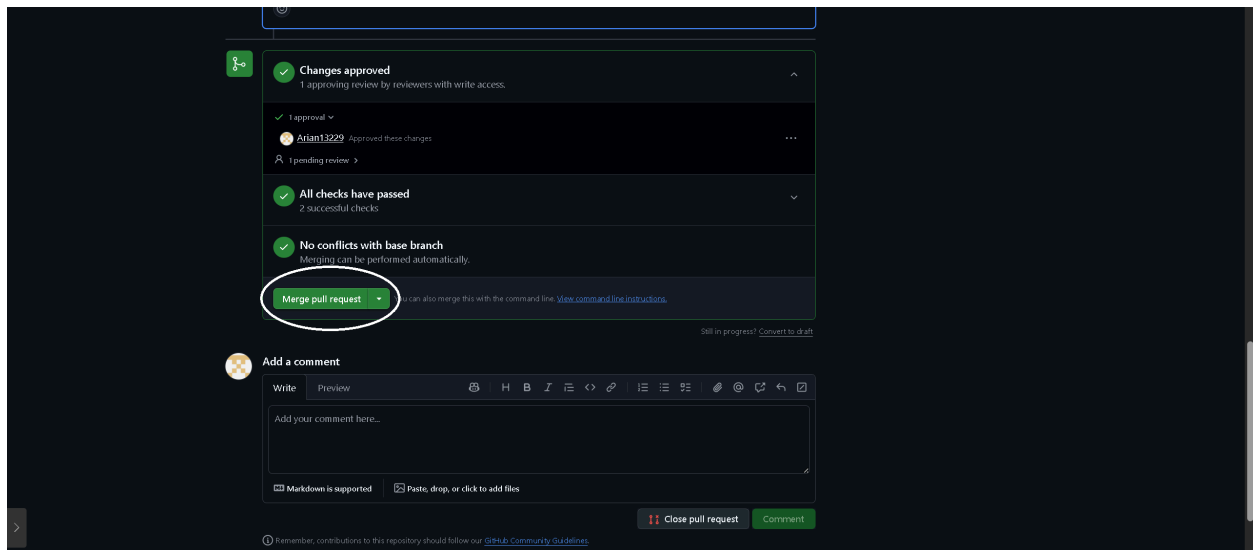 Changes approved
1 approving review by reviewers with write access.
1 approval
Arian13229 Approved these changes
1 pending review
All checks have passed
2 successful checks
No conflicts with base branch
Merging can be performed automatically.
Merge pull request You can also merge this with the command line. View command line instructions.
Still in progress? Convert to draft
Add a comment
Write Preview
Add your comment here...
Markdown is supported Paste, drop, or click to add files
Close pull request Comment
Remember, contributions to this repository should follow our GitHub Community Guidelines.